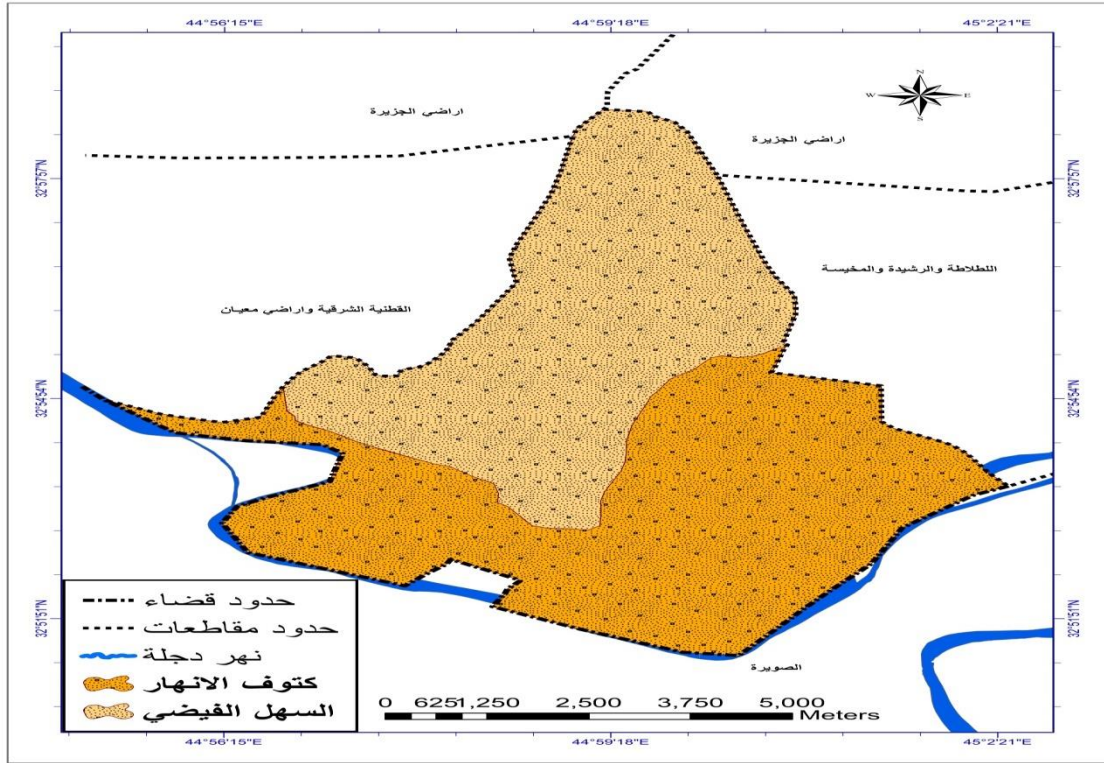 44°56'15"E 44°59'18"E 45°2'21"E
N
W E
S
اراضي الجزيرة
اراضي الجزيرة
32°57'57"N 32°57'57"N
اللطلاطة والرشيدة والمخيسة
القطنية الشرقية واراضي معيان
32°54'54"N 32°54'54"N
حدود قضاء
حدود مقاطعات
نهر دجلة
كتوف الانهار
السهل الفيضي
32°51'51"N 32°51'51"N
الصويرة
0 625 1,250 2,500 3,750 5,000
Meters
44°56'15"E 44°59'18"E 45°2'21"E